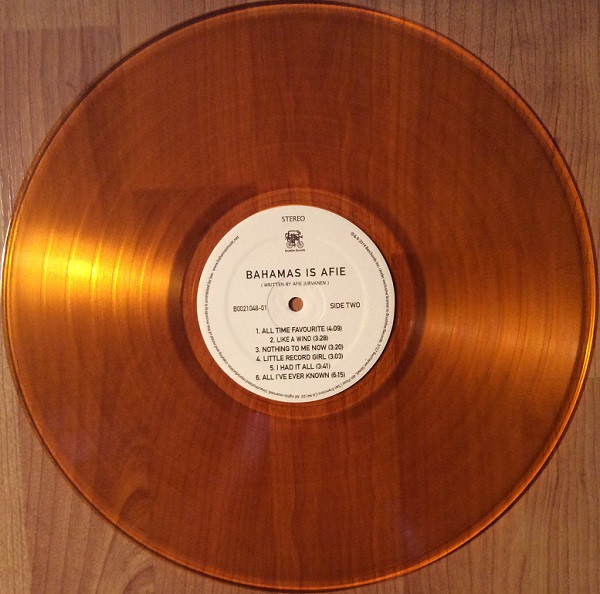 STEREO
Brushfire Records
BAHAMAS IS AFIE
( WRITTEN BY AFIE JURVANEN )
B0021048-01
SIDE TWO
1. ALL TIME FAVOURITE (4:09)
2. LIKE A WIND (3:28)
3. NOTHING TO ME NOW (3:20)
4. LITTLE RECORD GIRL (3:03)
5. I HAD IT ALL (3:41)
6. ALL I'VE EVER KNOWN (6:15)